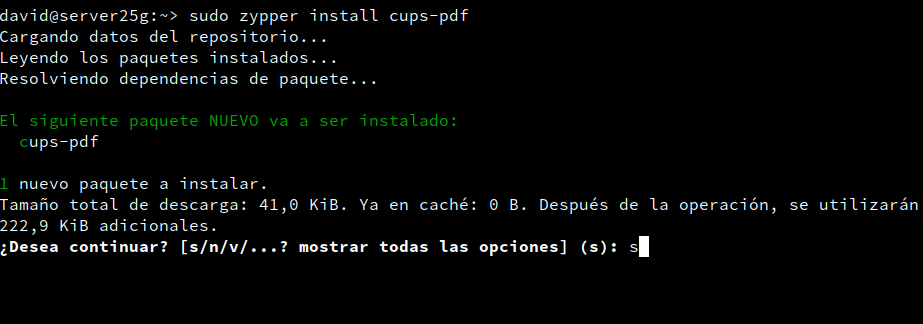 david@server25g:~> sudo zypper install cups-pdf
Cargando datos del repositorio...
Leyendo los paquetes instalados...
Resolviendo dependencias de paquete...
El siguiente paquete NUEVO va a ser instalado:
  cups-pdf
1 nuevo paquete a instalar.
Tamaño total de descarga: 41,0 KiB. Ya en caché: 0 B. Después de la operación, se utilizarán
222,9 KiB adicionales.
¿Desea continuar? [s/n/v/...? mostrar todas las opciones] (s): s